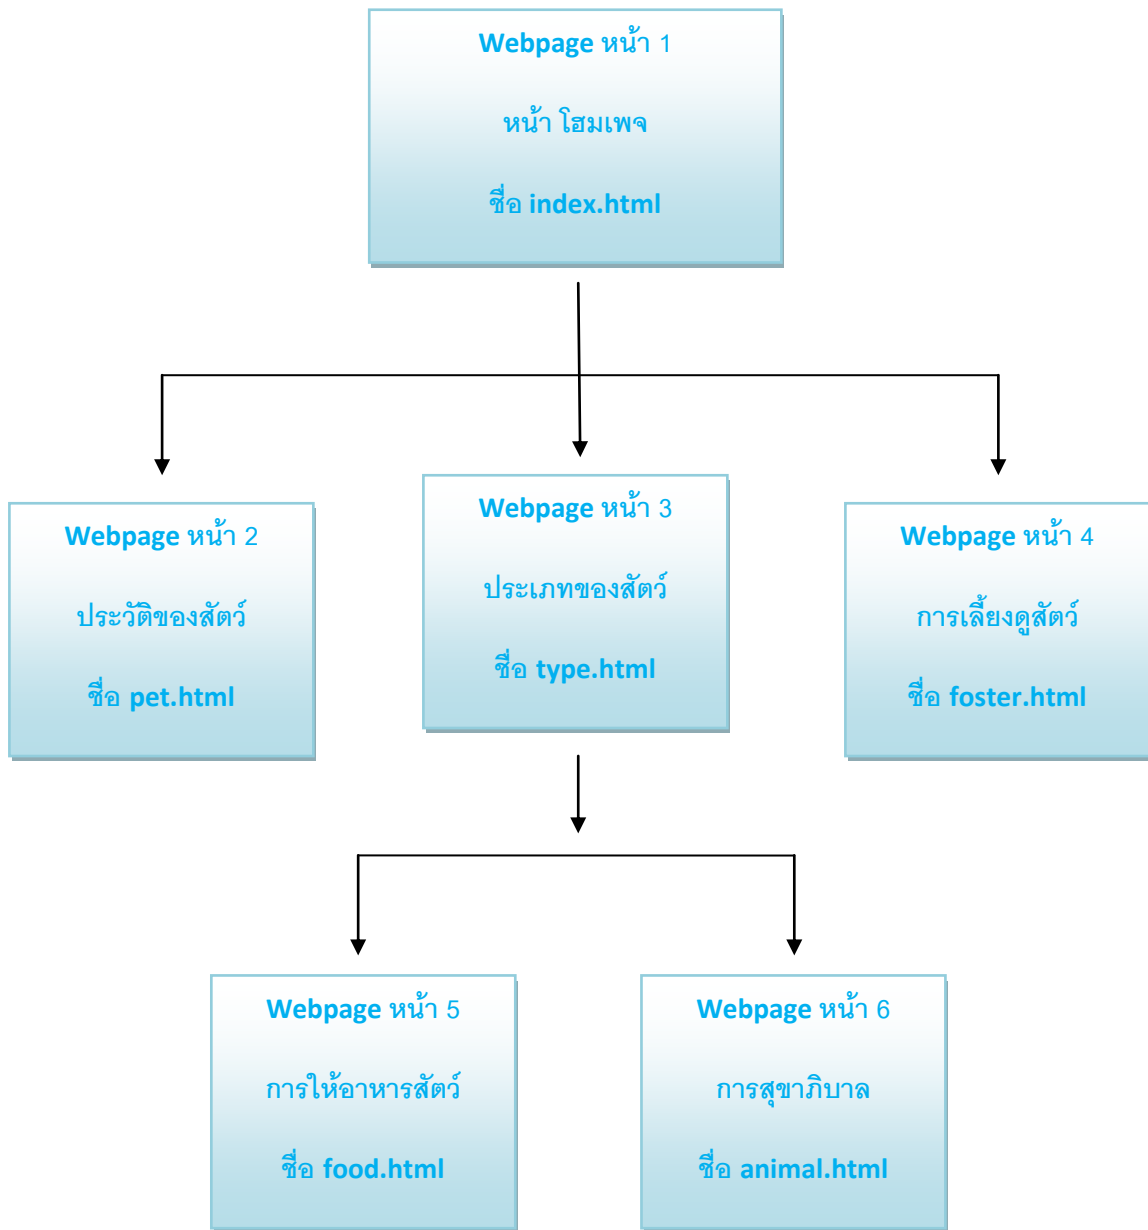 Webpage หน้า 1
หน้า โฮมเพจ
ชื่อ index.html
Webpage หน้า 2
ประวัติของสัตว์
ชื่อ pet.html
Webpage หน้า 3
ประเภทของสัตว์
ชื่อ type.html
Webpage หน้า 4
การเลี้ยงดูสัตว์
ชื่อ foster.html
Webpage หน้า 5
การให้อาหารสัตว์
ชื่อ food.html
Webpage หน้า 6
การสุขาภิบาล
ชื่อ animal.html